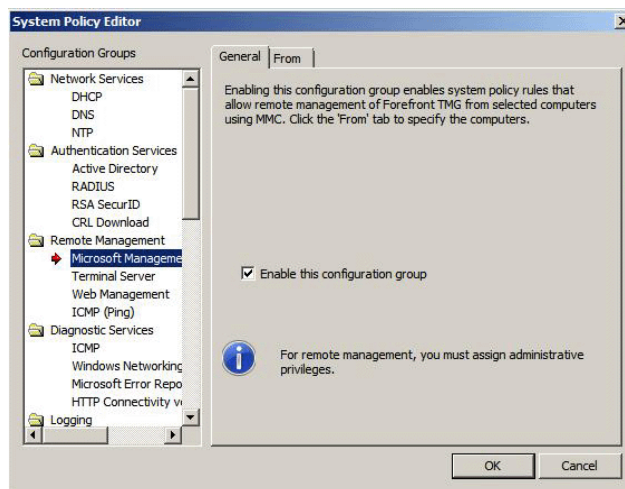 System Policy Editor
Configuration Groups
Network Services
DHCP
DNS
NTP
Authentication Services
Active Directory
RADIUS
RSA SecurID
CRL Download
Remote Management
Microsoft Manageme
Terminal Server
Web Management
ICMP (Ping)
Diagnostic Services
ICMP
Windows Networking
Microsoft Error Repo
HTTP Connectivity v
Logging
General From
Enabling this configuration group enables system policy rules that
allow remote management of Forefront TMG from selected computers
using MMC. Click the 'From' tab to specify the computers.
Enable this configuration group
For remote management, you must assign administrative
privileges.
OK Cancel